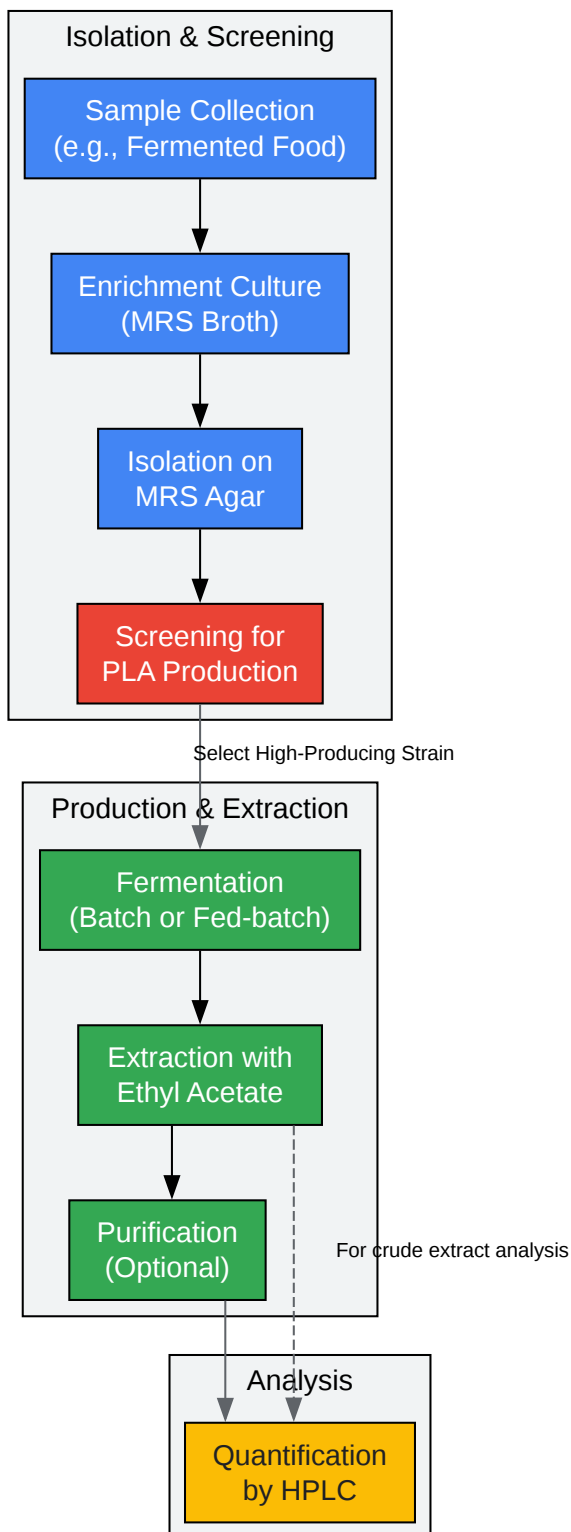 Isolation & Screening
Sample Collection
(e.g., Fermented Food)
Enrichment Culture
(MRS Broth)
Isolation on
MRS Agar
Screening for
PLA Production
Select High-Producing Strain
Production & Extraction
Fermentation
(Batch or Fed-batch)
Extraction with
Ethyl Acetate
Purification
(Optional)
For crude extract analysis
Analysis
Quantification
by HPLC